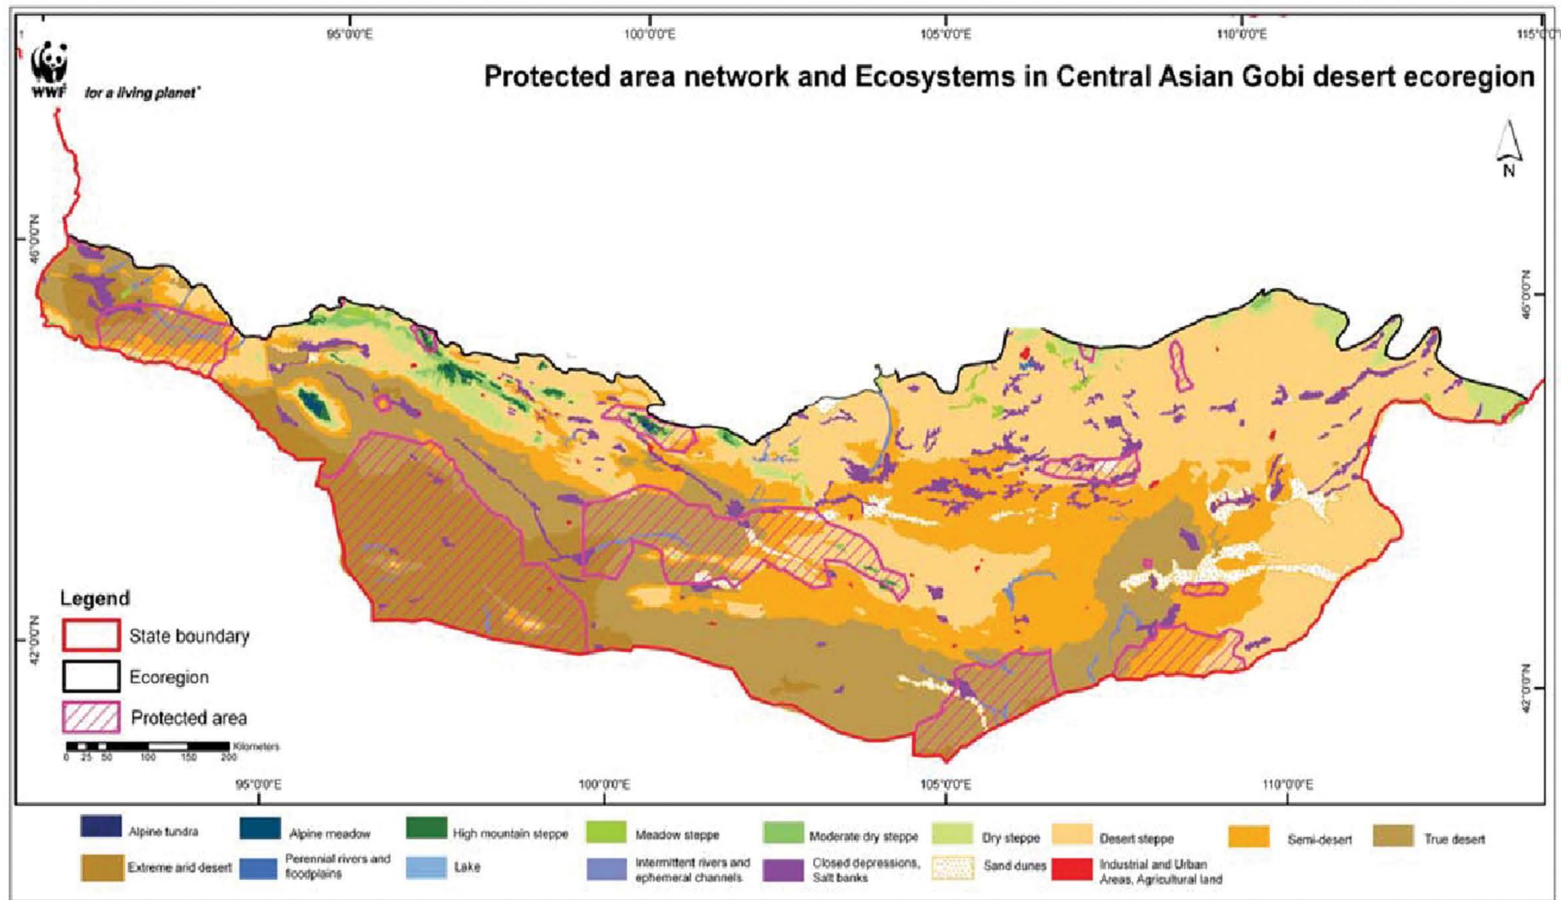 95°0'0"E 100°0'0"E 105°0'0"E 110°0'0"E 115°0'0"E
WWF for a living planet®
Protected area network and Ecosystems in Central Asian Gobi desert ecoregion
N
46°0'0"N
46°0'0"N
42°0'0"N
42°0'0"N
Legend
State boundary
Ecoregion
Protected area
Kilometers
0 25 50 100 150 200
95°0'0"E 100°0'0"E 105°0'0"E 110°0'0"E
Alpine tundra Alpine meadow High mountain steppe Meadow steppe Moderate dry steppe Dry steppe Desert steppe Semi-desert True desert
Extreme arid desert
Perennial rivers and
floodplains
Lake
Intermittent rivers and
ephemeral channels
Closed depressions,
Salt banks
Sand dunes
Industrial and Urban
Areas, Agricultural land